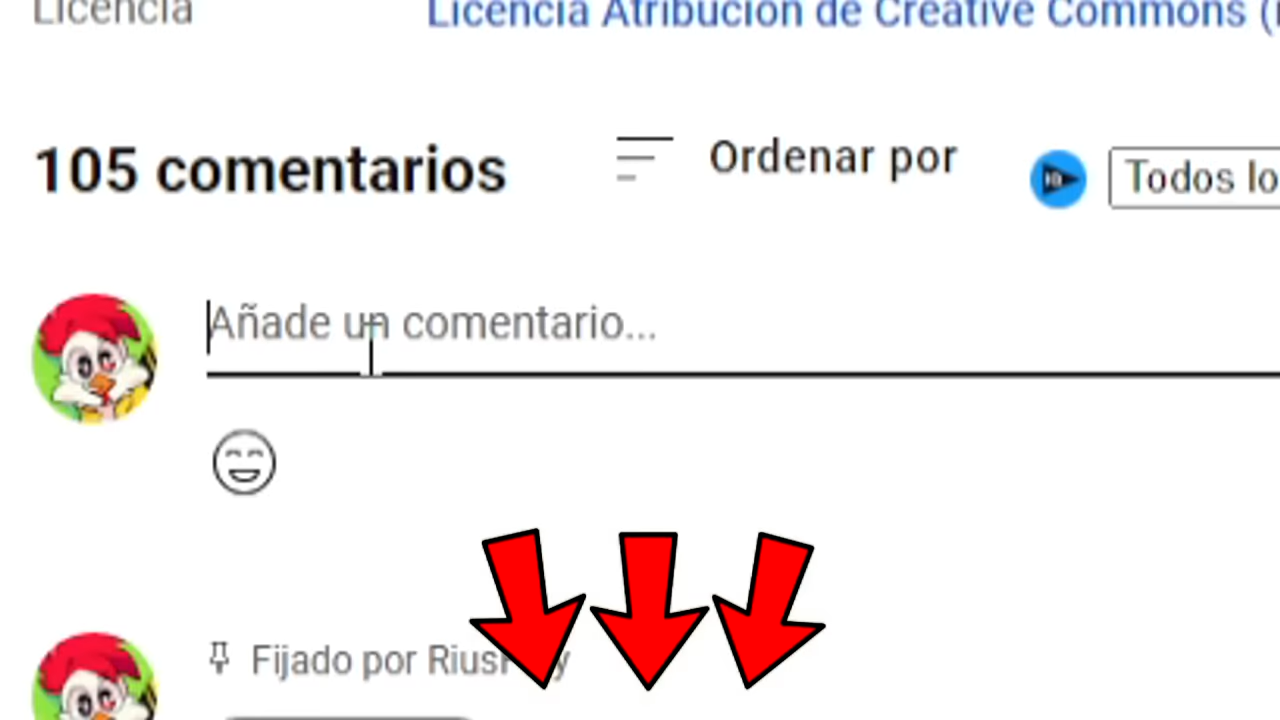 Licencia
Licencia Atribución de Creative Commons (
105 comentarios
Ordenar por
Todos lo
Añade un comentario...
Fijado por